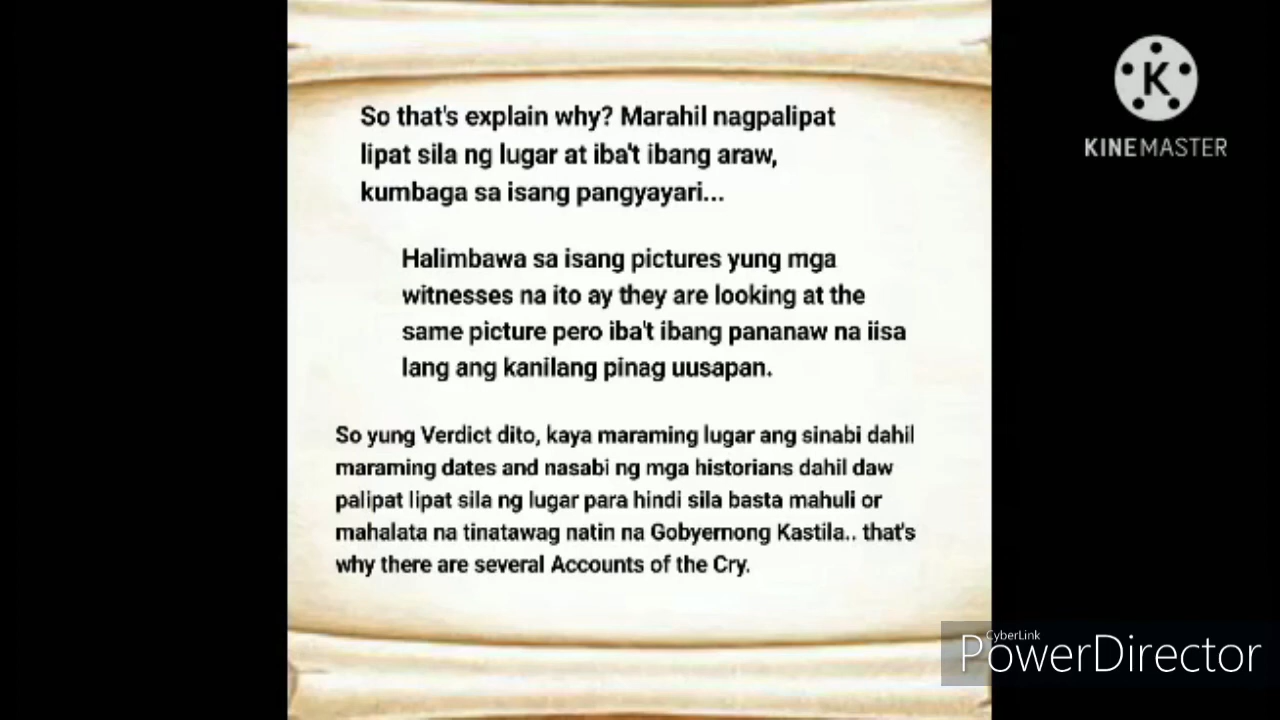 So that's explain why? Marahil nagpalipat
lipat sila ng lugar at iba't ibang araw,
kumbaga sa isang pangyayari...
Halimbawa sa isang pictures yung mga
witnesses na ito ay they are looking at the
same picture pero iba't ibang pananaw na iisa
lang ang kanilang pinag uusapan.
So yung Verdict dito, kaya maraming lugar ang sinabi dahil
maraming dates and nasabi ng mga historians dahil daw
palipat lipat sila ng lugar para hindi sila basta mahuli or
mahalata na tinatawag natin na Gobyernong Kastila.. that's
why there are several Accounts of the Cry.
K
KINEMASTER
CyberLink
PowerDirector